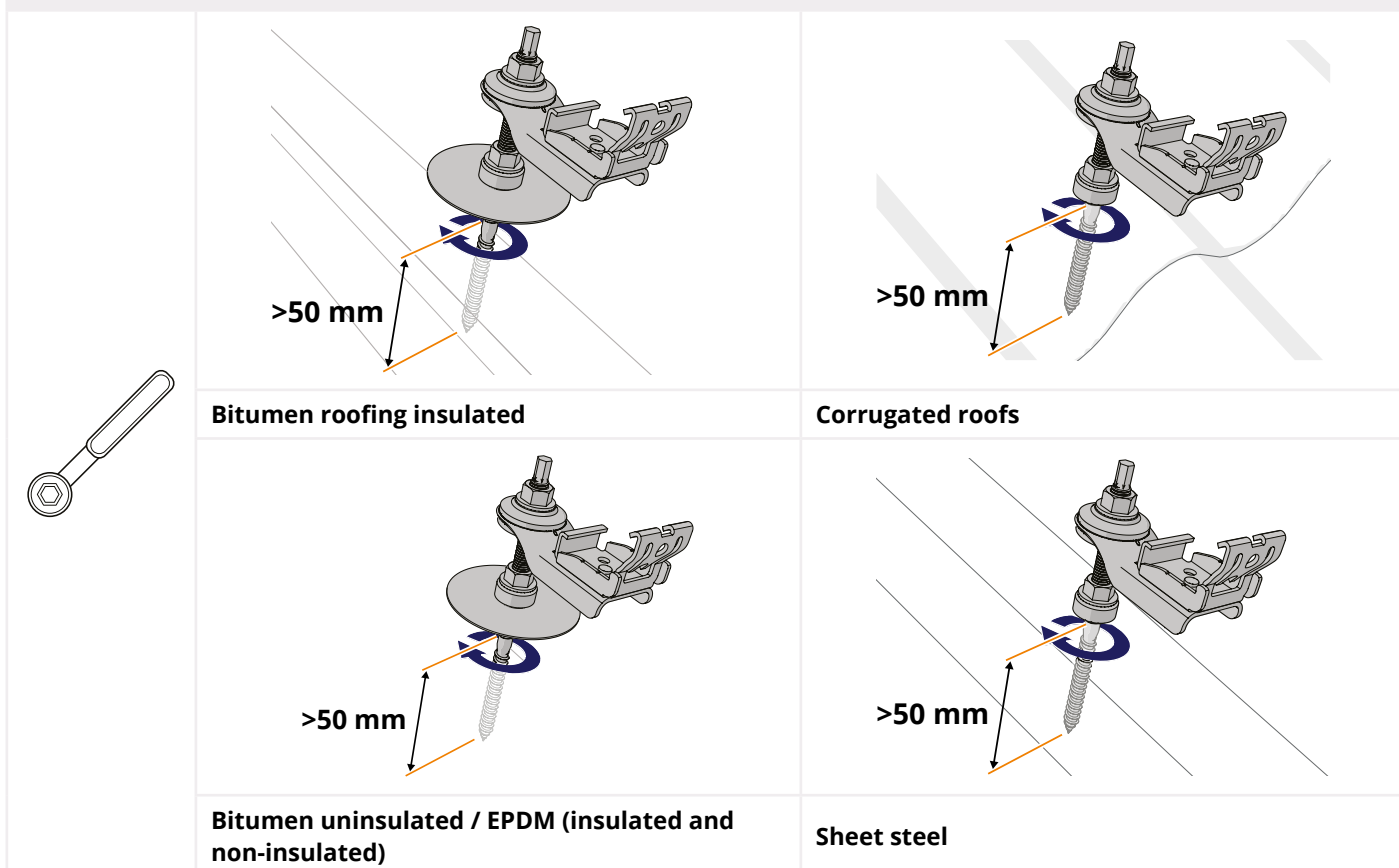 >50 mm
>50 mm
Bitumen roofing insulated
Corrugated roofs
>50 mm
>50 mm
Bitumen uninsulated / EPDM (insulated and
non-insulated)
Sheet steel